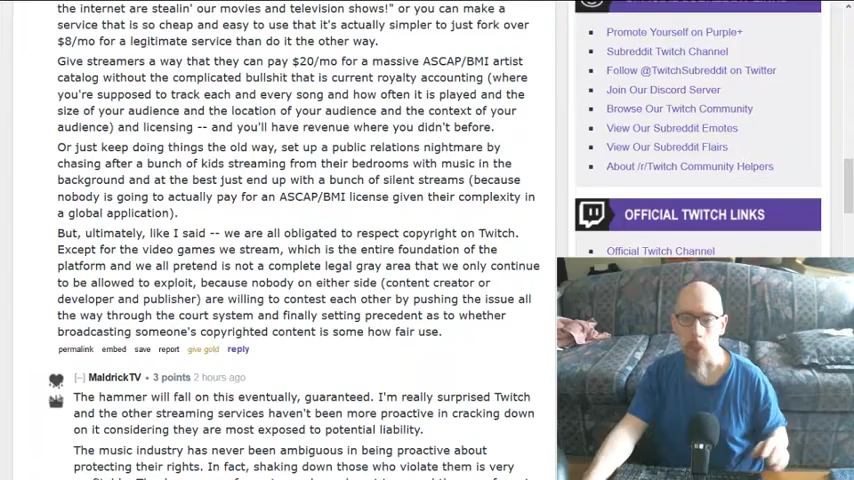 the internet are stealin' our movies and television shows!" or you can make a
service that is so cheap and easy to use that it's actually simpler to just fork over
$8/mo for a legitimate service than do it the other way.
Give streamers a way that they can pay $20/mo for a massive ASCAP/BMI artist
catalog without the complicated bullshit that is current royalty accounting (where
you're supposed to track each and every song and how often it is played and the
size of your audience and the location of your audience and the context of your
audience) and licensing -- and you'll have revenue where you didn't before.
Or just keep doing things the old way, set up a public relations nightmare by
chasing after a bunch of kids streaming from their bedrooms with music in the
background and at the best just end up with a bunch of silent streams (because
nobody is going to actually pay for an ASCAP/BMI license given their complexity in
a global application).
But, ultimately, like I said -- we are all obligated to respect copyright on Twitch.
Except for the video games we stream, which is the entire foundation of the
platform and we all pretend is not a complete legal gray area that we only continue
to be allowed to exploit, because nobody on either side (content creator or
developer and publisher) are willing to contest each other by pushing the issue all
the way through the court system and finally setting precedent as to whether
broadcasting someone's copyrighted content is some how fair use.
permalink embed save report give gold reply
[-] MaldrickTV • 3 points 2 hours ago
The hammer will fall on this eventually, guaranteed. I'm really surprised Twitch
and the other streaming services haven't been more proactive in cracking down
on it considering they are most exposed to potential liability.
The music industry has never been ambiguous in being proactive about
protecting their rights. In fact, shaking down those who violate them is very
Promote Yourself on Purple+
Subreddit Twitch Channel
Follow @TwitchSubreddit on Twitter
Join Our Discord Server
Browse Our Twitch Community
View Our Subreddit Emotes
View Our Subreddit Flairs
About /r/Twitch Community Helpers
OFFICIAL TWITCH LINKS
Official Twitch Channel